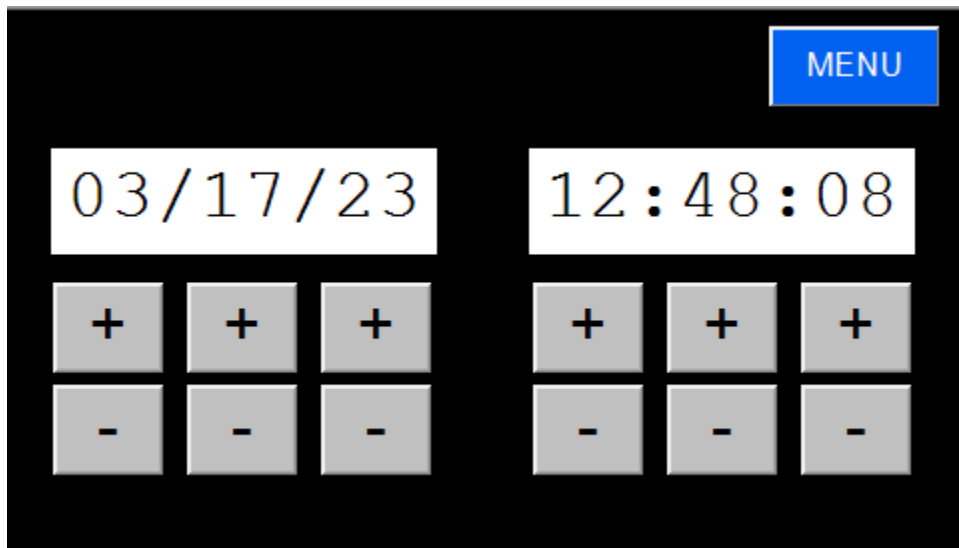 MENU
03/17/23 12:48:08
+ + + + + +
- - - - - -